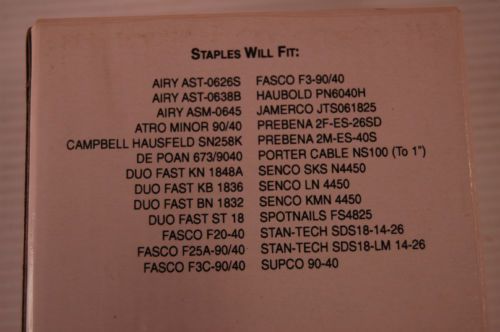 STAPLES WILL FIT:
AIRY AST-0626S
AIRY AST-0638B
AIRY ASM-0645
ATRO MINOR 90/40
CAMPBELL HAUSFELD SN258K
DE POAN 673/9040
DUO FAST KN 1848A
DUO FAST KB 1836
DUO FAST BN 1832
DUO FAST ST 18
FASCO F20-40
FASCO F25A-90/40
FASCO F3C-90/40
FASCO F3-90/40
HAUBOLD PN6040H
JAMERCO JTS061825
PREBENA 2F-ES-26SD
PREBENA 2M-ES-40S
PORTER CABLE NS100 (To 1")
SENCO SKS N4450
SENCO LN 4450
SENCO KMN 4450
SPOTNAILS FS4825
STAN-TECH SDS18-14-26
STAN-TECH SDS18-LM 14-26
SUPCO 90-40